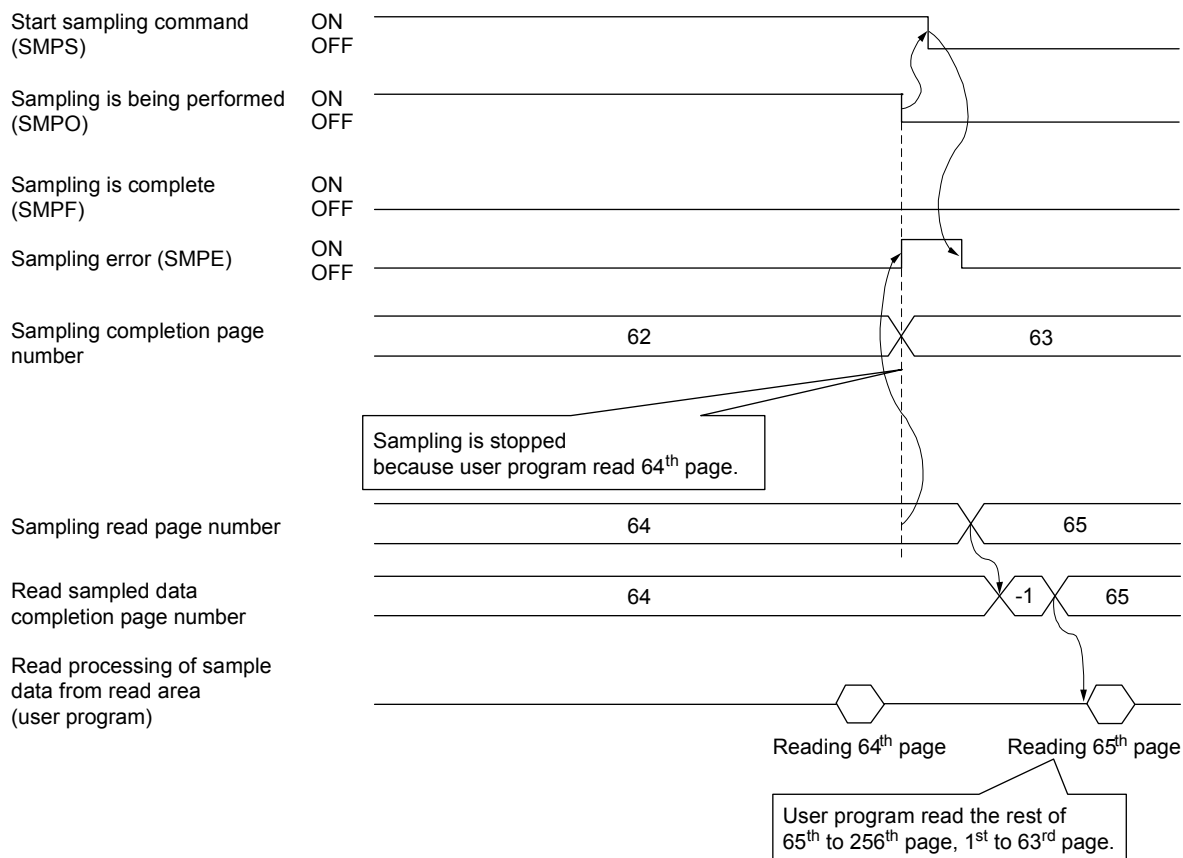 Start sampling command
(SMPS)
ON
OFF
Sampling is being performed
(SMPO)
ON
OFF
Sampling is complete
(SMPF)
ON
OFF
Sampling error (SMPE)
ON
OFF
Sampling completion page
number
62
63
Sampling is stopped
because user program read 64th page.
Sampling read page number
64
65
Read sampled data
completion page number
64
-1
65
Read processing of sample
data from read area
(user program)
Reading 64th page
Reading 65th page
User program read the rest of
65th to 256th page, 1st to 63rd page.